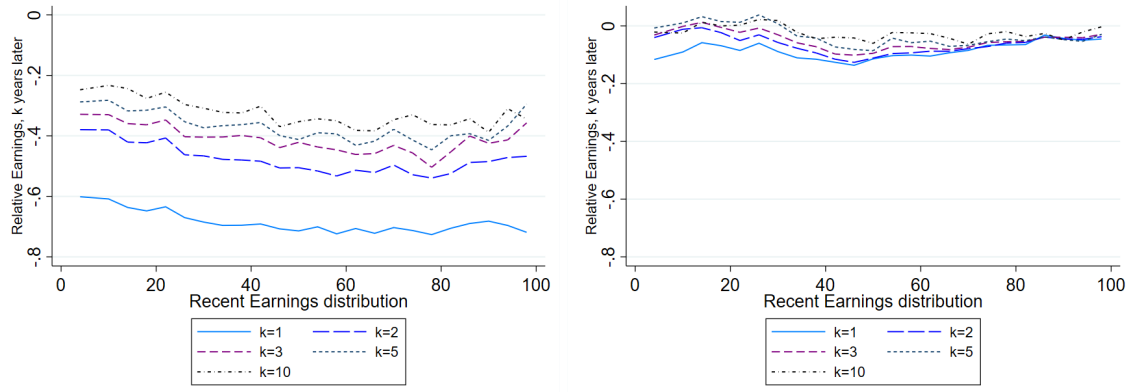 Relative Earnings, k years later
0
-.2
-.4
-.6
-.8
0 20 40 60 80 100
Recent Earnings distribution
k=1 k=2
k=3 k=5
k=10
Relative Earnings, k years later
0
-.2
-.4
-.6
-.8
0 20 40 60 80 100
Recent Earnings distribution
k=1 k=2
k=3 k=5
k=10